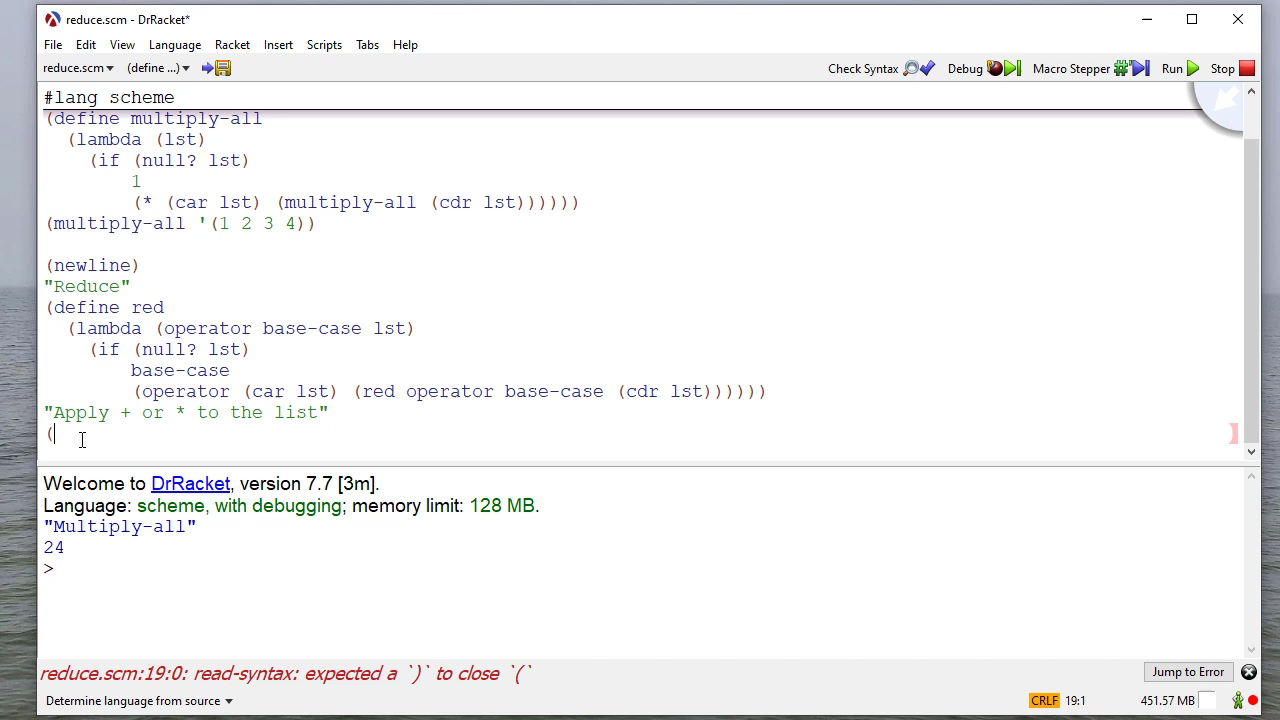 reduce.scm - DrRacket*
File Edit View Language Racket Insert Scripts Tabs Help
reduce.scm (define ...) Check Syntax Debug Macro Stepper Run Stop
#lang scheme
(define multiply-all
(lambda (lst)
(if (null? lst)
1
(* (car lst) (multiply-all (cdr lst))))))
(multiply-all '(1 2 3 4))
(newline)
"Reduce"
(define red
(lambda (operator base-case lst)
(if (null? lst)
base-case
(operator (car lst) (red operator base-case (cdr lst))))))
"Apply + or * to the list"
(
Welcome to DrRacket, version 7.7 [3m].
Language: scheme, with debugging; memory limit: 128 MB.
"Multiply-all"
24
>
reduce.scm:19:0: read-syntax: expected a `)` to close `(`
Jump to Error
Determine language from source CRLF 19:1 451.57 MB